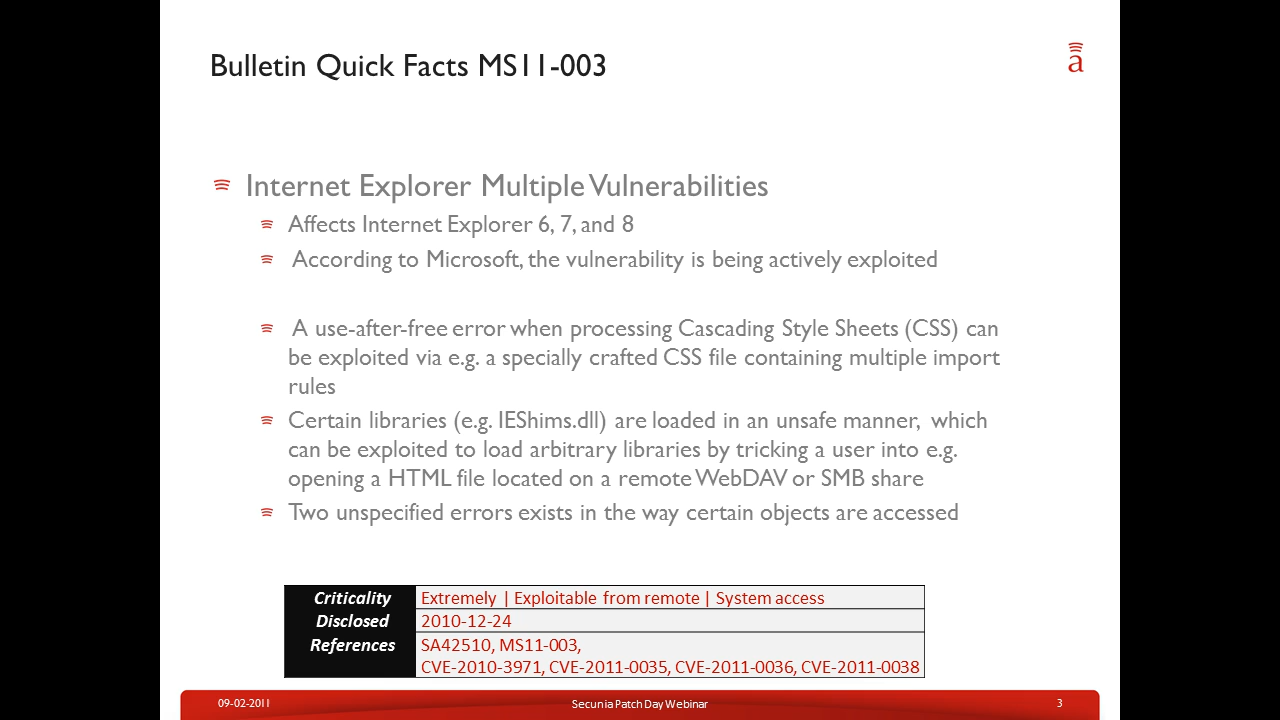 Bulletin Quick Facts MS11-003
a
Internet Explorer Multiple Vulnerabilities
Affects Internet Explorer 6, 7, and 8
According to Microsoft, the vulnerability is being actively exploited
A use-after-free error when processing Cascading Style Sheets (CSS) can
be exploited via e.g. a specially crafted CSS file containing multiple import
rules
Certain libraries (e.g. IEShims.dll) are loaded in an unsafe manner, which
can be exploited to load arbitrary libraries by tricking a user into e.g.
opening a HTML file located on a remote WebDAV or SMB share
Two unspecified errors exists in the way certain objects are accessed
Criticality Extremely | Exploitable from remote | System access
Disclosed 2010-12-24
References SA42510, MS11-003,
CVE-2010-3971, CVE-2011-0035, CVE-2011-0036, CVE-2011-0038
09-02-2011 Secunia Patch Day Webinar 3